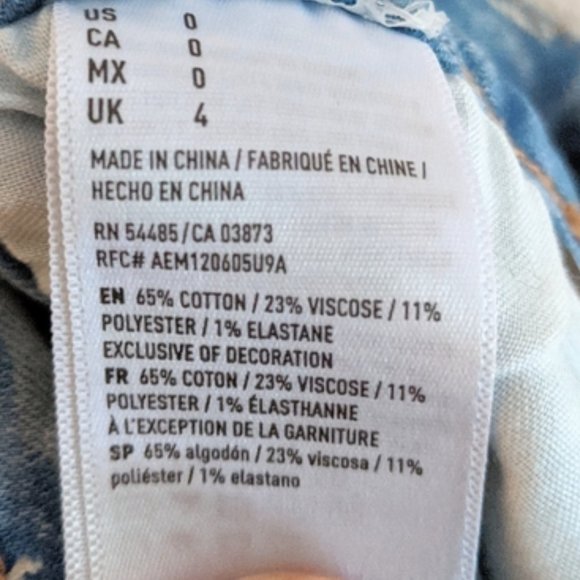 US 0
CA 0
MX 0
UK 4
MADE IN CHINA / FABRIQUÉ EN CHINE /
HECHO EN CHINA
RN 54485/CA 03873
RFC# AEM120605U9A
EN 65% COTTON / 23% VISCOSE / 11%
POLYESTER / 1% ELASTANE
EXCLUSIVE OF DECORATION
FR 65% COTON / 23% VISCOSE / 11%
POLYESTER / 1% ÉLASTHANNE
À L'EXCEPTION DE LA GARNITURE
SP 65% algodón / 23% viscosa / 11%
poliéster / 1% elastano